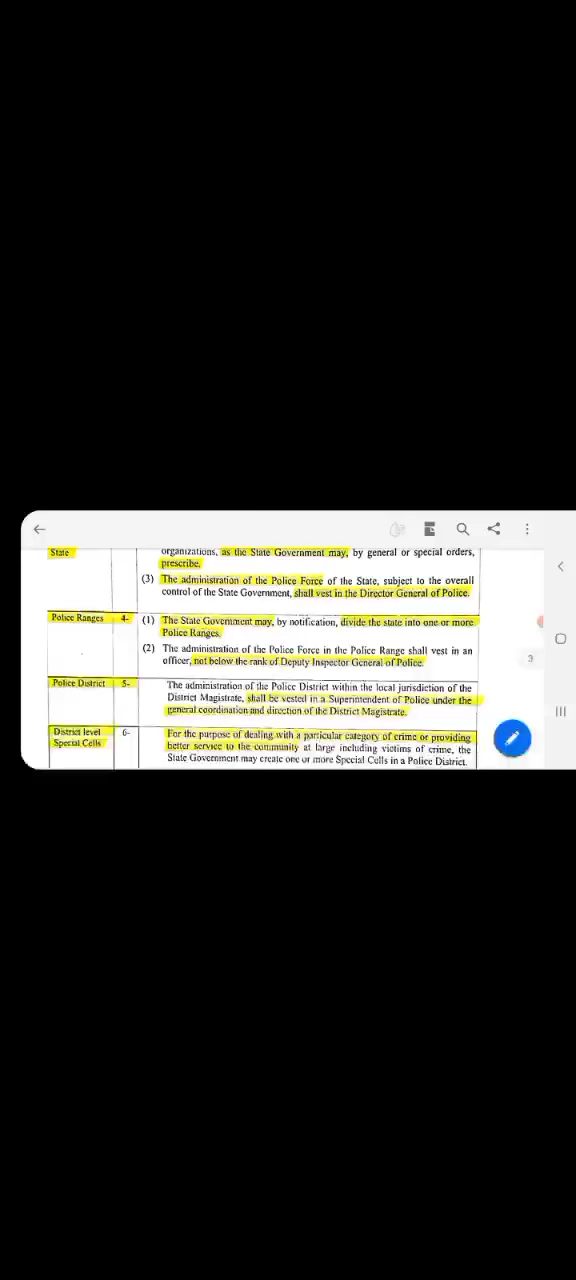 State
organizations, as the State Government may, by general or special orders,
prescribe.
(3) The administration of the Police Force of the State, subject to the overall
control of the State Government, shall vest in the Director General of Police.
Police Ranges 4- (1) The State Government may, by notification, divide the state into one or more
Police Ranges.
(2) The administration of the Police Force in the Police Range shall vest in an
officer, not below the rank of Deputy Inspector General of Police.
3
Police District 5- The administration of the Police District within the local jurisdiction of the
District Magistrate, shall be vested in a Superintendent of Police under the
general coordination and direction of the District Magistrate.
District level 6- For the purpose of dealing with a particular category of crime or providing
Special Cells better service to the community at large including victims of crime, the
State Government may create one or more Special Cells in a Police District.